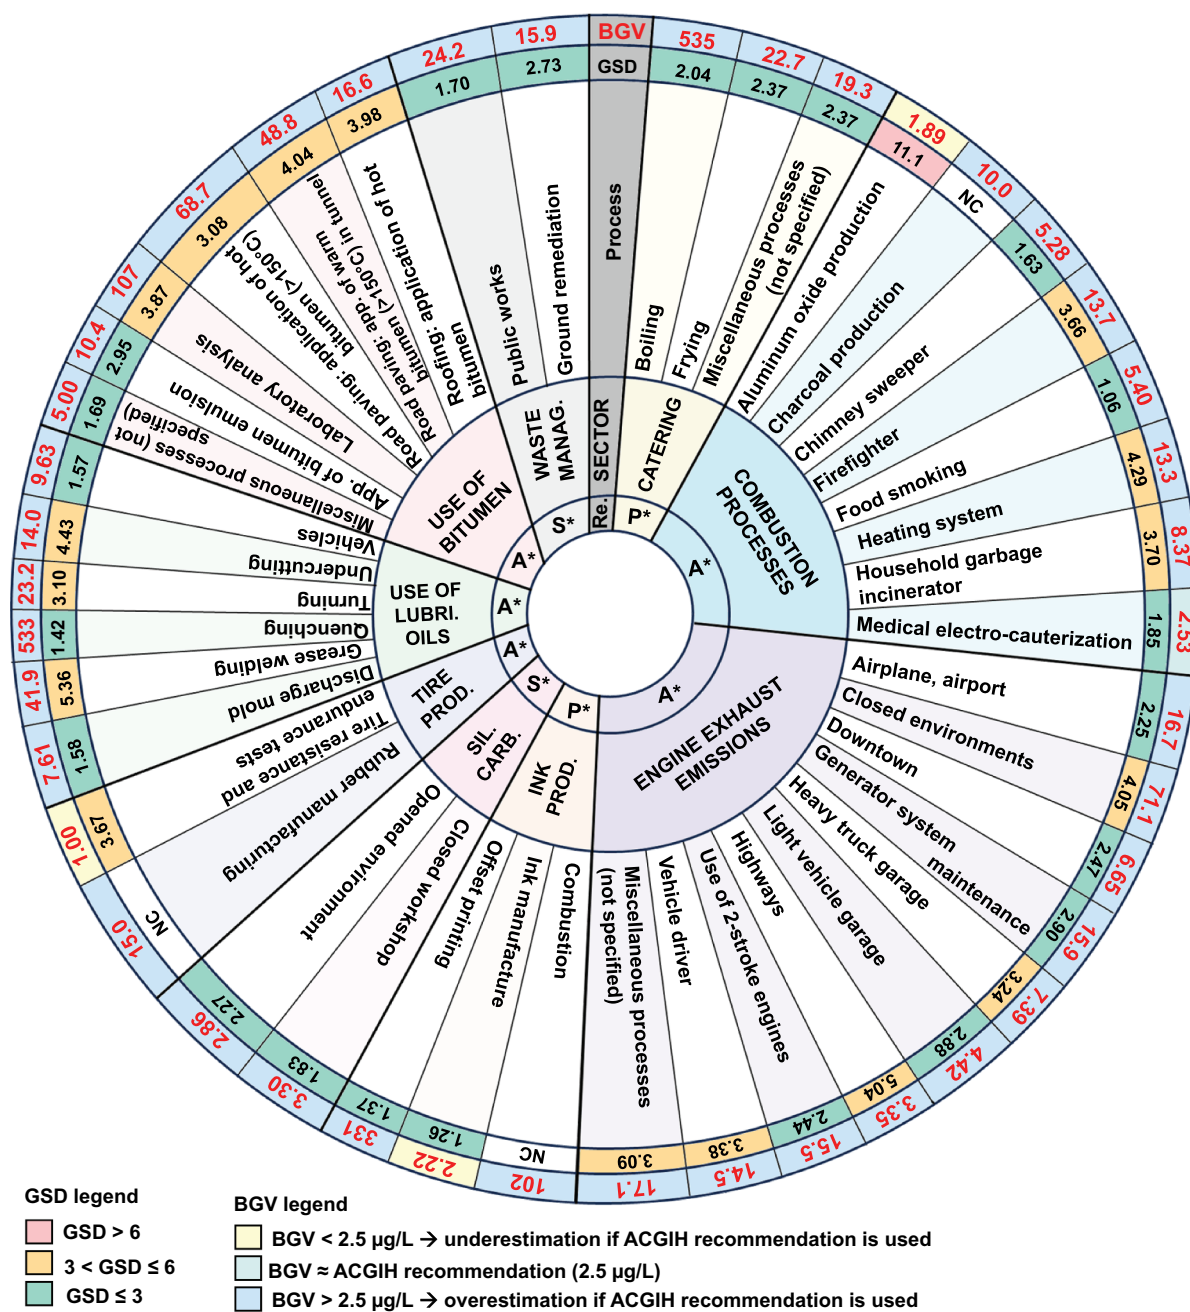 BGV
GSD
Process
SECTOR
Re.
535
2.04
Boiling
22.7
2.37
Frying
19.3
2.37
Miscellaneous processes
(not specified)
CATERING
P*
1.89
11.1
Aluminum oxide production
10.0
NC
Charcoal production
5.28
1.63
Chimney sweeper
13.7
3.66
Firefighter
5.40
1.06
Food smoking
13.3
4.29
Heating system
8.37
3.70
Household garbage
incinerator
2.53
1.85
Medical electro-cauterization
COMBUSTION
PROCESSES
A*
16.7
2.25
Airplane, airport
71.1
4.05
Closed environments
6.65
2.47
Downtown
15.9
2.90
Generator system
maintenance
7.39
3.24
Heavy truck garage
4.42
2.88
Light vehicle garage
3.35
5.04
Highways
15.5
2.44
Use of 2-stroke engines
14.5
3.38
Vehicle driver
17.1
3.09
Miscellaneous processes
(not specified)
ENGINE EXHAUST
EMISSIONS
A*
102
NC
Combustion
2.22
1.26
Ink manufacture
331
1.37
Offset printing
INK
PROD.
P*
3.30
1.83
Closed workshop
2.86
2.27
Opened environment
SIL.
CARB.
S*
15.0
NC
Rubber manufacturing
1.00
3.67
Tire resistance and
endurance tests
TIRE
PROD.
A*
7.61
1.58
Discharge mold
41.9
5.36
Grease welding
533
1.42
Quenching
23.2
3.10
Turning
14.0
4.43
Undercutting
9.63
1.57
Vehicles
USE OF
LUBRI.
OILS
A*
5.00
1.69
Miscellaneous processes (not
specified)
10.4
2.95
App. of bitumen emulsion
107
3.87
Laboratory analysis
68.7
3.08
Road paving: application of hot
bitumen (>150°C)
48.8
4.04
Road paving: app. of warm
bitumen (>150°C) in tunnel
16.6
3.98
Roofing: application of hot
bitumen
USE OF
BITUMEN
A*
24.2
1.70
Public works
15.9
2.73
Ground remediation
WASTE
MANAG.
S*
GSD legend
GSD > 6
3 < GSD ≤ 6
GSD ≤ 3
BGV legend
BGV < 2.5 µg/L → underestimation if ACGIH recommendation is used
BGV ≈ ACGIH recommendation (2.5 µg/L)
BGV > 2.5 µg/L → overestimation if ACGIH recommendation is used